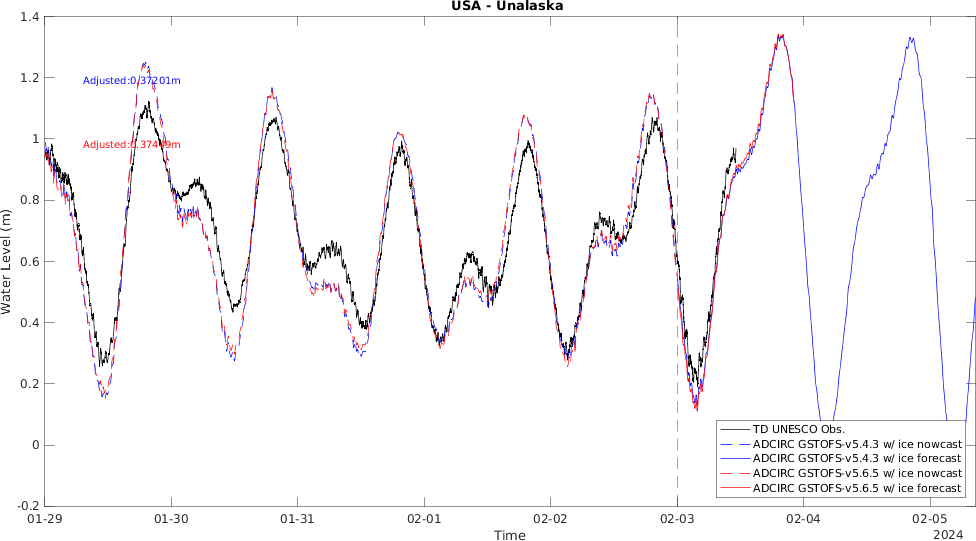 USA - Unalaska
1.4
1.2
1
0.8
0.6
0.4
0.2
0
-0.2
Water Level (m)
Adjusted:0.37201m
01-29
01-30
01-31
02-01
02-02
02-03
02-04
02-05
Time
2024
TD UNESCO Obs.
ADCIRC GSTOFS-v5.4.3 w/ ice nowcast
ADCIRC GSTOFS-v5.4.3 w/ ice forecast
ADCIRC GSTOFS-v5.6.5 w/ ice nowcast
ADCIRC GSTOFS-v5.6.5 w/ ice forecast